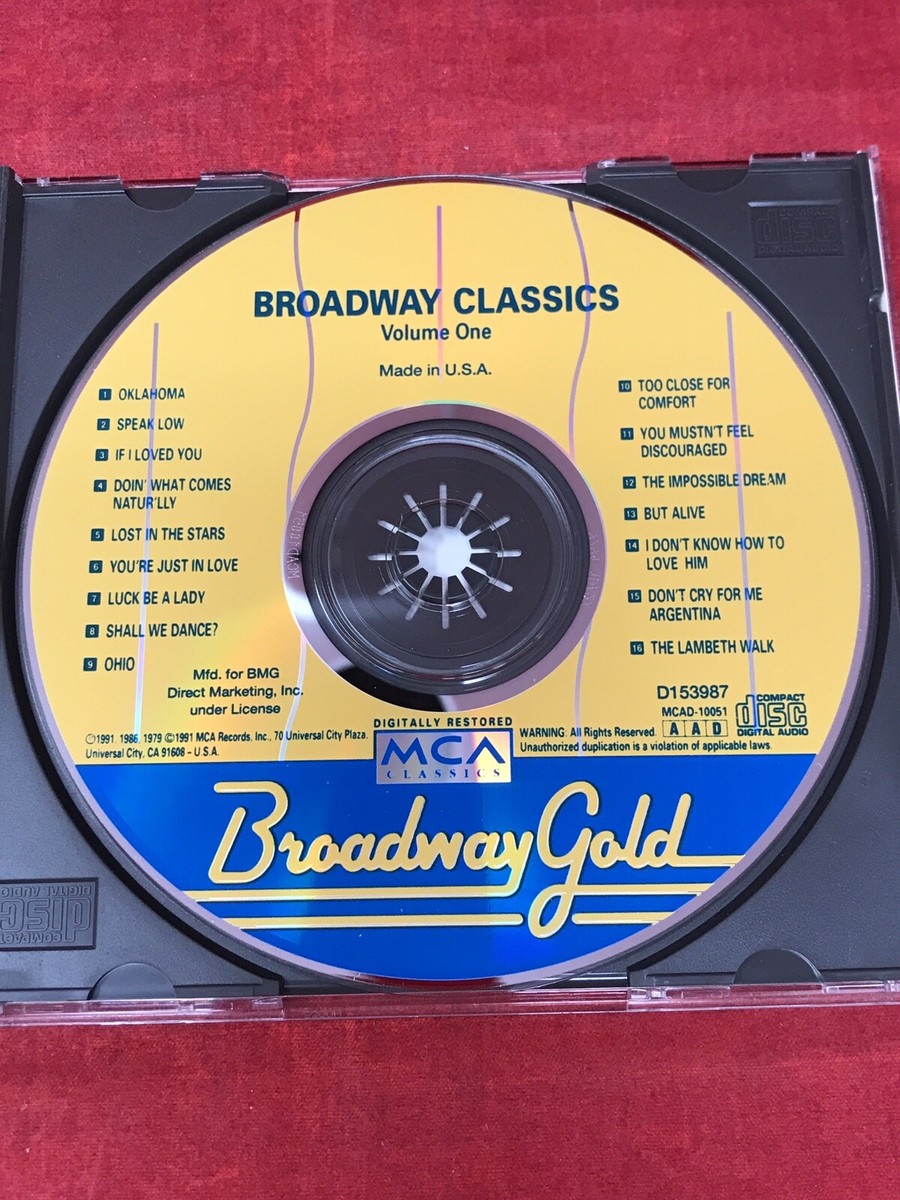 BROADWAY CLASSICS
Volume One
Made in U.S.A.
1 OKLAHOMA
2 SPEAK LOW
3 IF I LOVED YOU
4 DOIN' WHAT COMES
NATUR'LLY
5 LOST IN THE STARS
6 YOU'RE JUST IN LOVE
7 LUCK BE A LADY
8 SHALL WE DANCE?
9 OHIO
10 TOO CLOSE FOR
COMFORT
11 YOU MUSTN'T FEEL
DISCOURAGED
12 THE IMPOSSIBLE DREAM
13 BUT ALIVE
14 I DON'T KNOW HOW TO
LOVE HIM
15 DON'T CRY FOR ME
ARGENTINA
16 THE LAMBETH WALK
Mfd. for BMG
Direct Marketing, Inc.
under License
D153987
MCAD-10051
A A D
COMPACT
disc
DIGITAL AUDIO
℗1991, 1986, 1979 ©1991 MCA Records, Inc., 70 Universal City Plaza.
Universal City, CA 91608 - U.S.A.
DIGITALLY RESTORED
MCA
CLASSICS
WARNING: All Rights Reserved.
Unauthorized duplication is a violation of applicable laws.
Broadway Gold
COMPACT
disc
COMPACT
disc
DIGITAL AUDIO